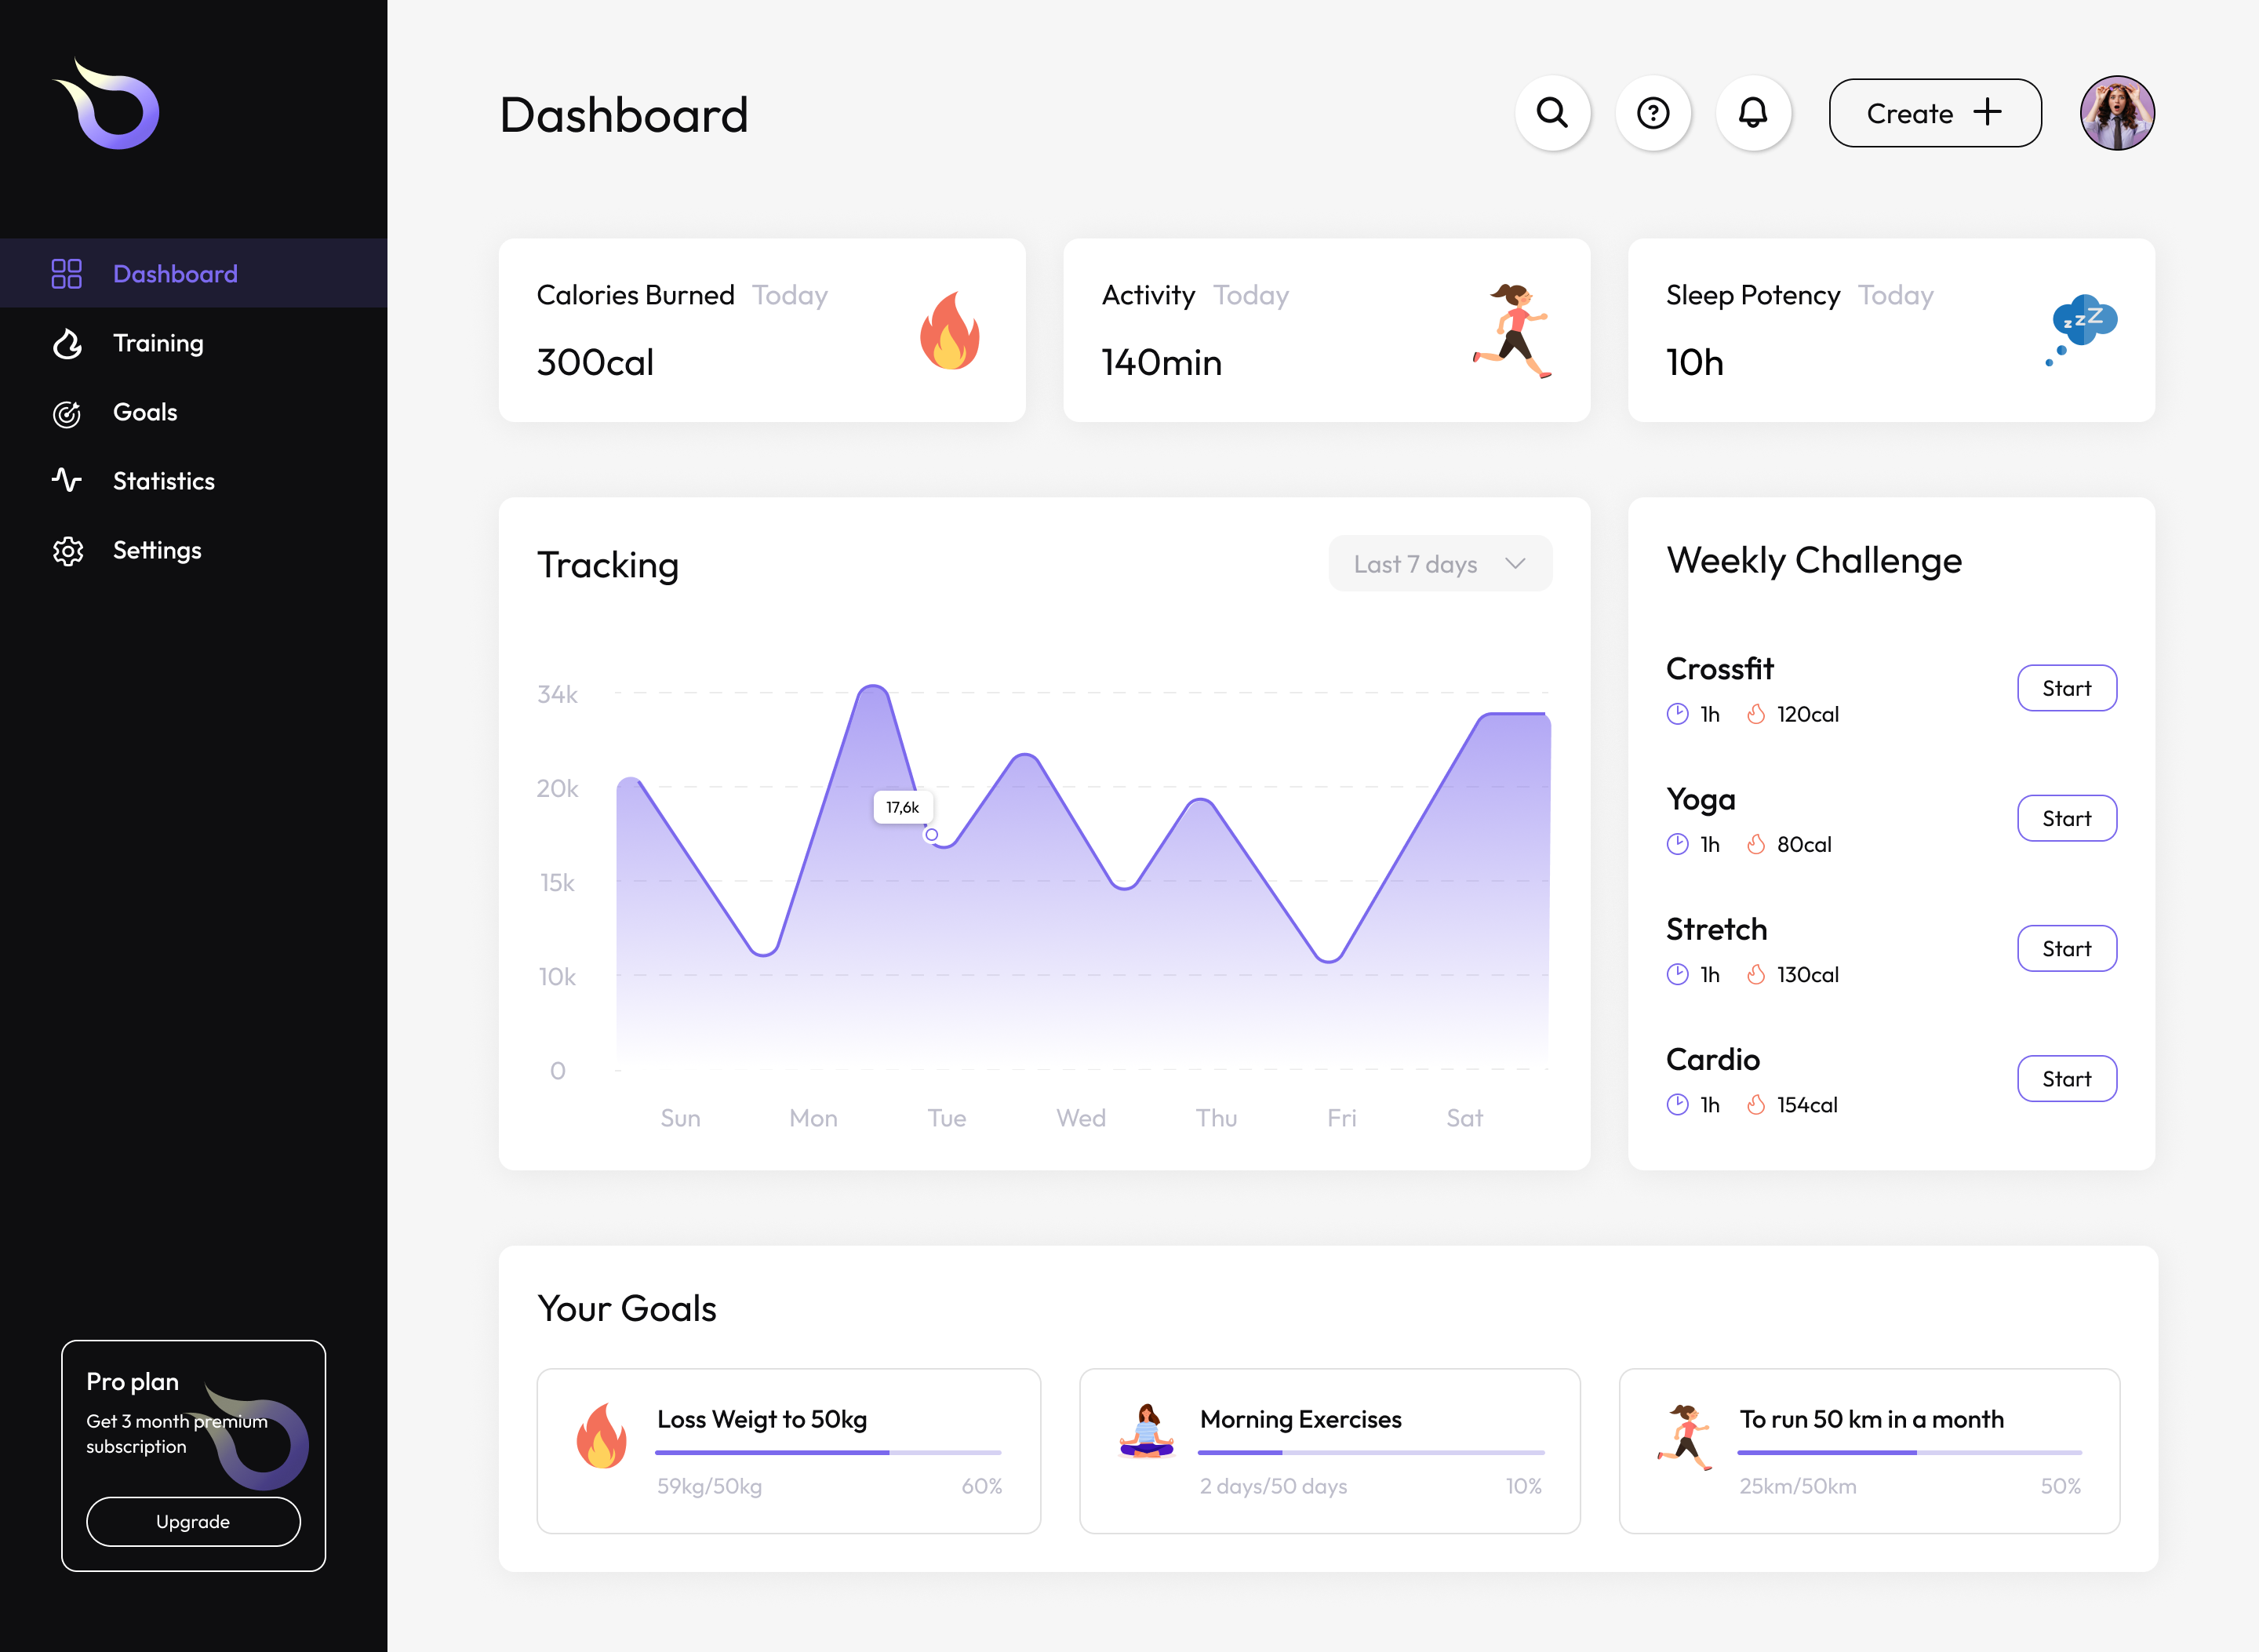 Dashboard
Create
Dashboard
Training
Goals
Statistics
Settings
Calories Burned Today
300cal
Activity Today
140min
Sleep Potency Today
10h
zzZ
Tracking
Last 7 days
34k
20k
17,6k
15k
10k
0
Sun Mon Tue Wed Thu Fri Sat
Weekly Challenge
Crossfit
1h 120cal
Start
Yoga
1h 80cal
Start
Stretch
1h 130cal
Start
Cardio
1h 154cal
Start
Your Goals
Loss Weigt to 50kg
59kg/50kg 60%
Morning Exercises
2 days/50 days 10%
To run 50 km in a month
25km/50km 50%
Pro plan
Get 3 month premium
subscription
Upgrade